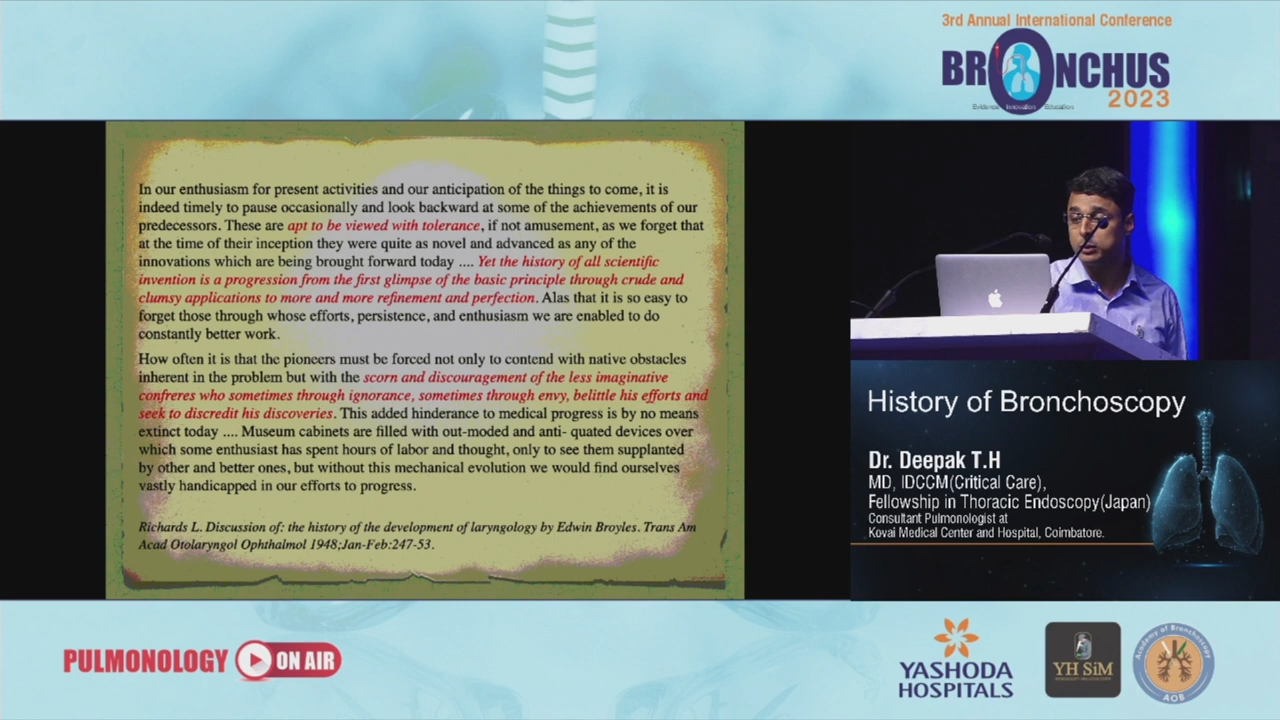 3rd Annual International Conference
BRONCHUS
2023
Evidence Innovation Education
In our enthusiasm for present activities and our anticipation of the things to come, it is
indeed timely to pause occasionally and look backward at some of the achievements of our
predecessors. These are apt to be viewed with tolerance, if not amusement, as we forget that
at the time of their inception they were quite as novel and advanced as any of the
innovations which are being brought forward today .... Yet the history of all scientific
invention is a progression from the first glimpse of the basic principle through crude and
clumsy applications to more and more refinement and perfection. Alas that it is so easy to
forget those through whose efforts, persistence, and enthusiasm we are enabled to do
constantly better work.
How often it is that the pioneers must be forced not only to contend with native obstacles
inherent in the problem but with the scorn and discouragement of the less imaginative
confreres who sometimes through ignorance, sometimes through envy, belittle his efforts and
seek to discredit his discoveries. This added hinderance to medical progress is by no means
extinct today .... Museum cabinets are filled with out-moded and anti- quated devices over
which some enthusiast has spent hours of labor and thought, only to see them supplanted
by other and better ones, but without this mechanical evolution we would find ourselves
vastly handicapped in our efforts to progress.
Richards L. Discussion of: the history of the development of laryngology by Edwin Broyles. Trans Am
Acad Otolaryngol Ophthalmol 1948;Jan-Feb:247-53.
History of Bronchoscopy
Dr. Deepak T.H
MD, IDCCM(Critical Care),
Fellowship in Thoracic Endoscopy(Japan)
Consultant Pulmonologist at
Kovai Medical Center and Hospital, Coimbatore.
PULMONOLOGY ON AIR
YASHODA
HOSPITALS
YH SiM
Academy of Bronchoscopy
AOB